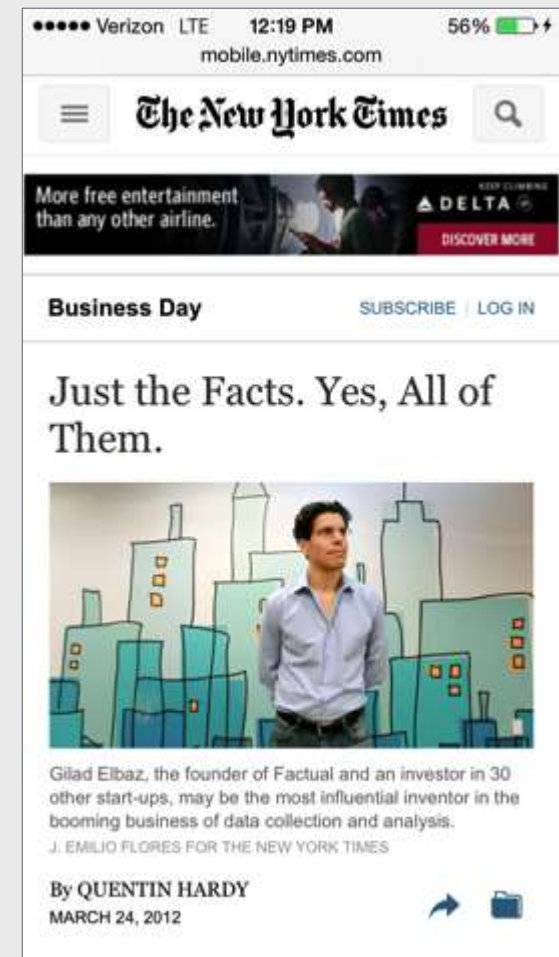 ●●●●● Verizon LTE 12:19 PM 56%
mobile.nytimes.com
The New York Times
More free entertainment
than any other airline.
KEEP CLIMBING
DELTA
DISCOVER MORE
Business Day SUBSCRIBE | LOG IN
Just the Facts. Yes, All of
Them.
Gilad Elbaz, the founder of Factual and an investor in 30
other start-ups, may be the most influential inventor in the
booming business of data collection and analysis.
J. EMILIO FLORES FOR THE NEW YORK TIMES
By QUENTIN HARDY
MARCH 24, 2012